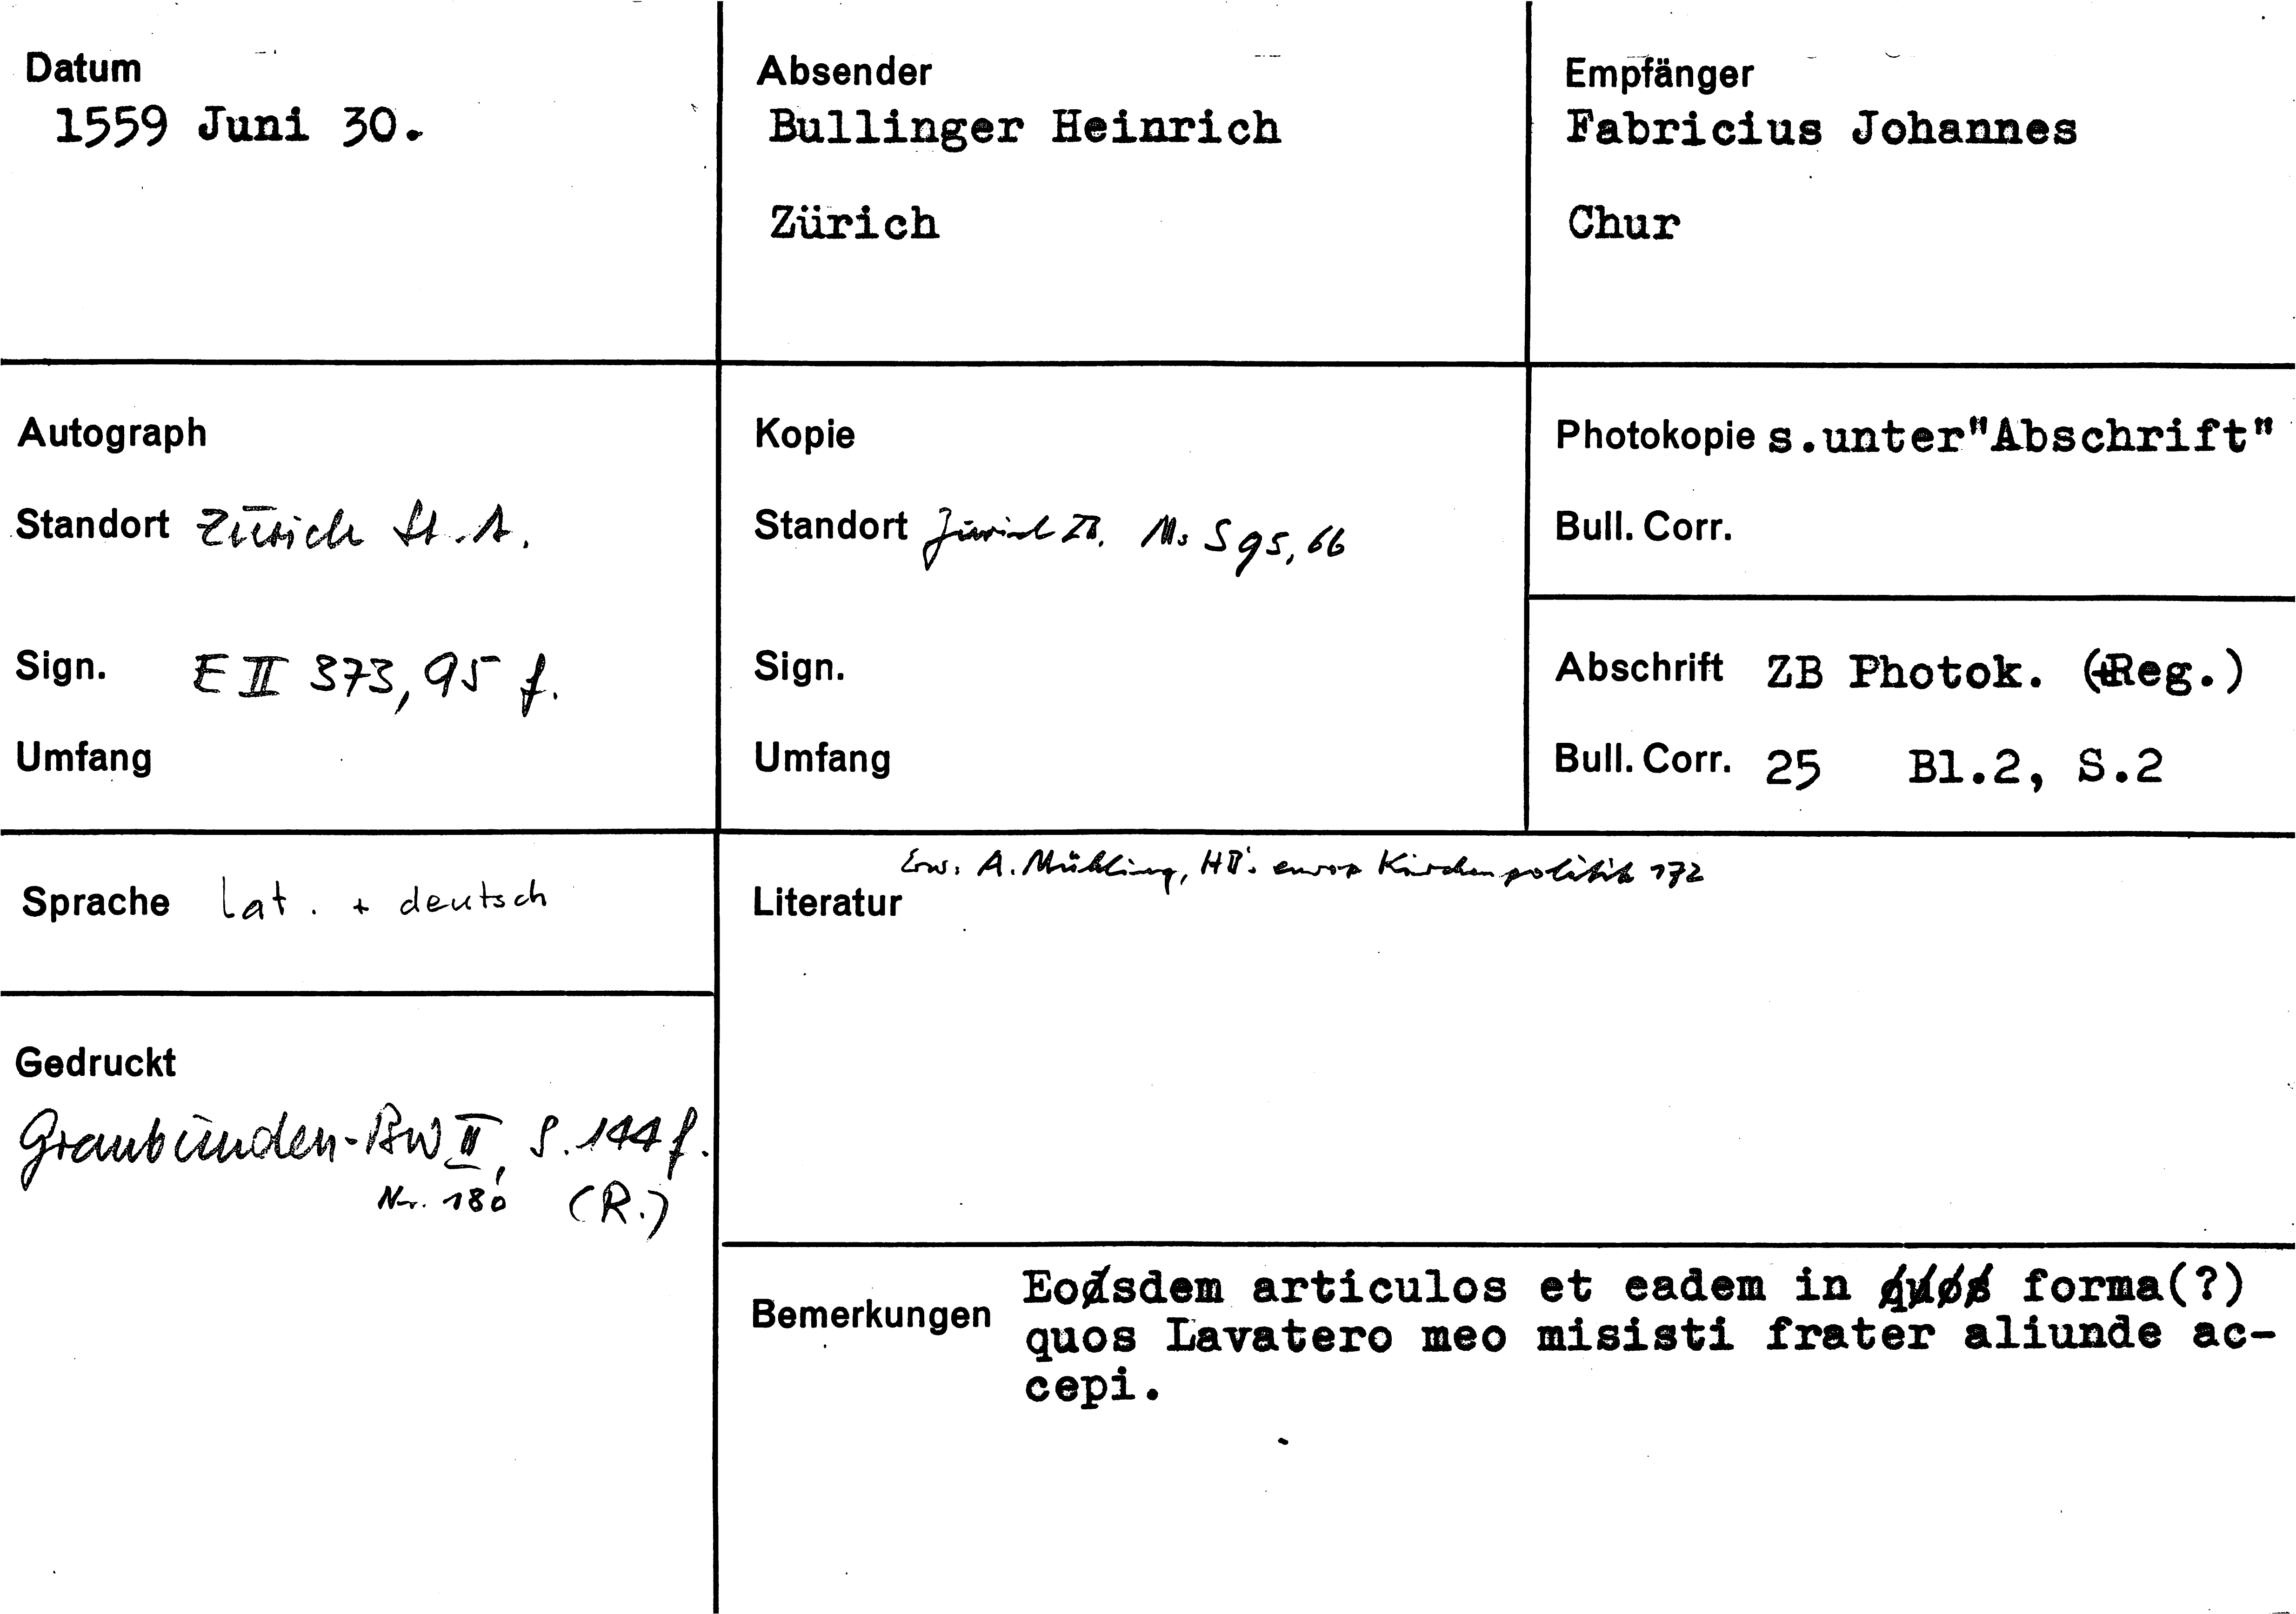 Datum
1559 Juni 30.
Absender
Bullinger Heinrich
Zürich
Empfänger
Fabricius Johannes
Chur
Autograph
Standort Zürich St.A.
Sign. E II 373, 95 f.
Umfang
Kopie
Standort Zürich ZB. Ms S 95, 66
Sign.
Umfang
Photokopie s.unter"Abschrift"
Bull. Corr.
Abschrift ZB Photok. (+Reg.)
Bull. Corr. 25 Bl.2, S.2
Sprache lat. + deutsch
Gedruckt
Graubünden-BW II, S. 144 f.
Nr. 180 (R.)
Erw: A. Mühling, HB's europ Kirchenpolitik 172
Literatur
Bemerkungen
Eosdem articulos et eadem in quos forma(?)
quos Lavatero meo misisti frater aliunde ac-
cepi.